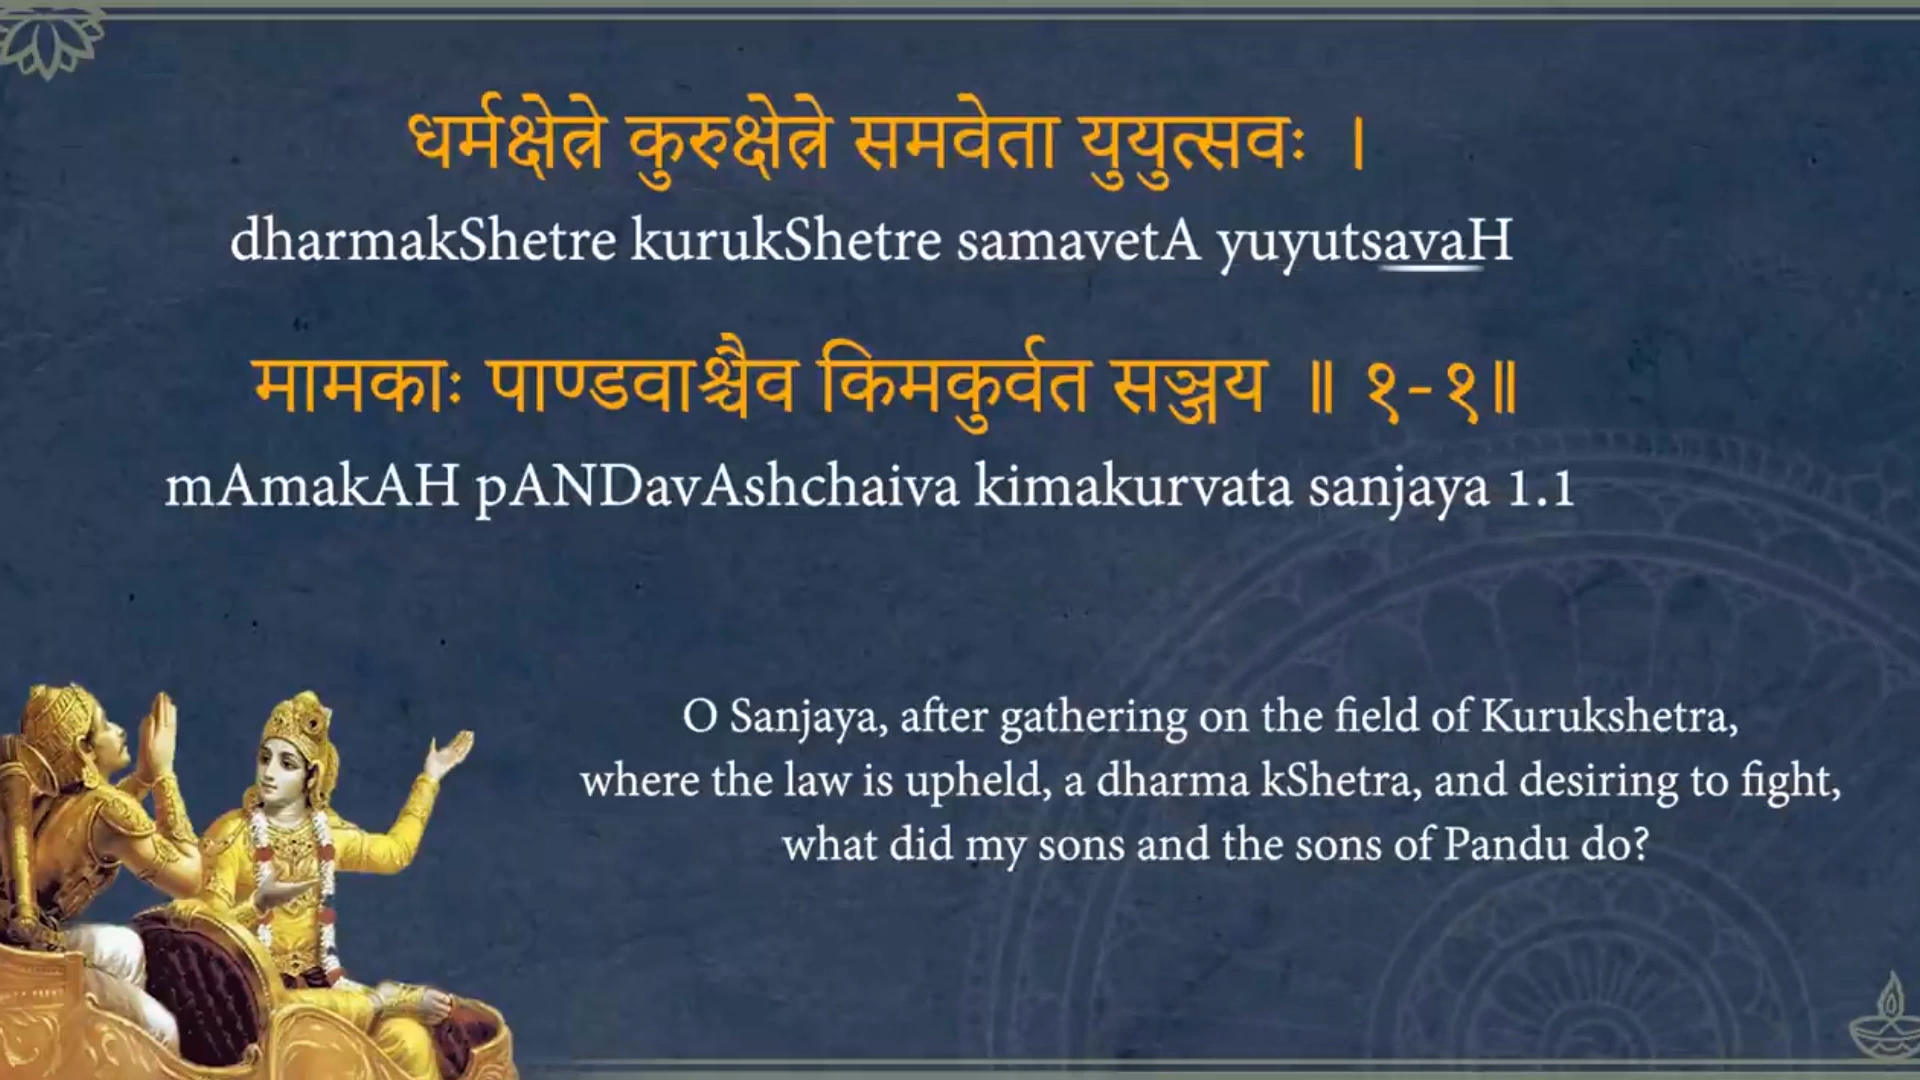 धर्मक्षेत्रे कुरुक्षेत्रे समवेता युयुत्सवः ।
dharmakShetre kurukShetre samavetA yuyutsavaH
मामकाः पाण्डवाश्चैव किमकुर्वत सञ्जय ॥ १-१॥
mAmakAH pANDavAshchaiva kimakurvata sanjaya 1.1
O Sanjaya, after gathering on the field of Kurukshetra,
where the law is upheld, a dharma kShetra, and desiring to fight,
what did my sons and the sons of Pandu do?